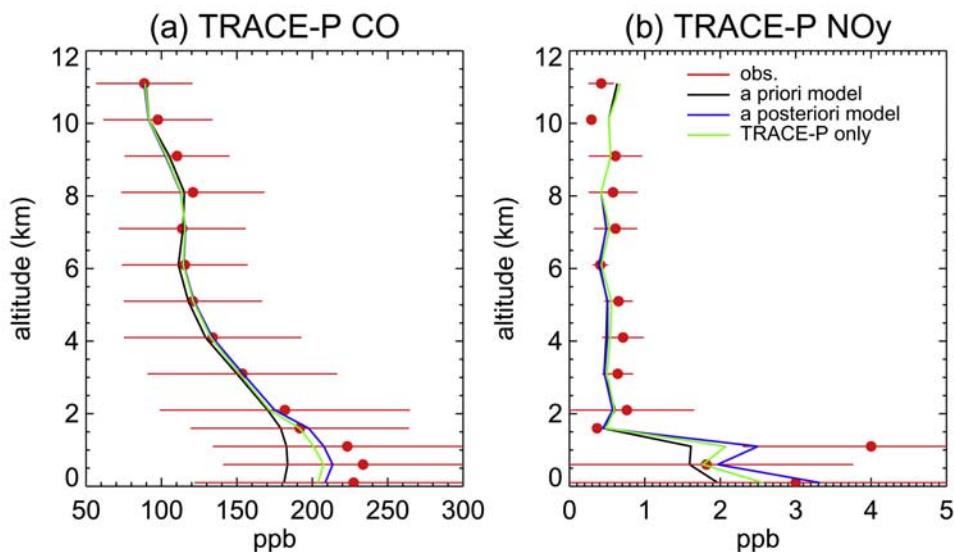 (a) TRACE-P CO
12
10
8
6
4
2
0
altitude (km)
50 100 150 200 250 300
ppb
(b) TRACE-P NOy
obs.
a priori model
a posteriori model
TRACE-P only
12
10
8
6
4
2
0
altitude (km)
0 1 2 3 4 5
ppb